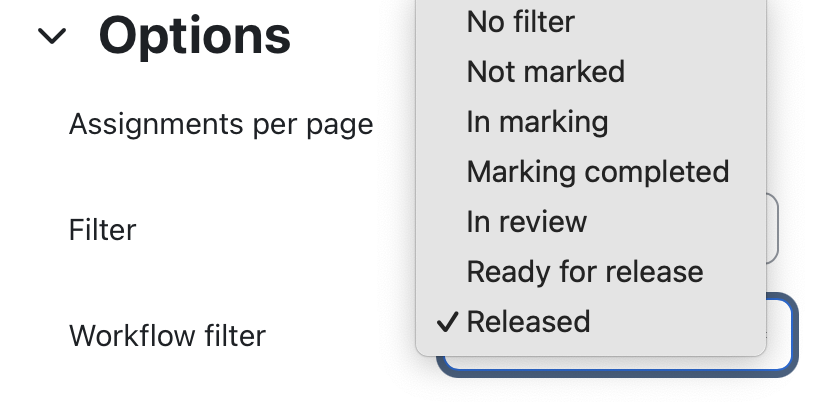 Options
Assignments per page
Filter
Workflow filter
No filter
Not marked
In marking
Marking completed
In review
Ready for release
✓ Released